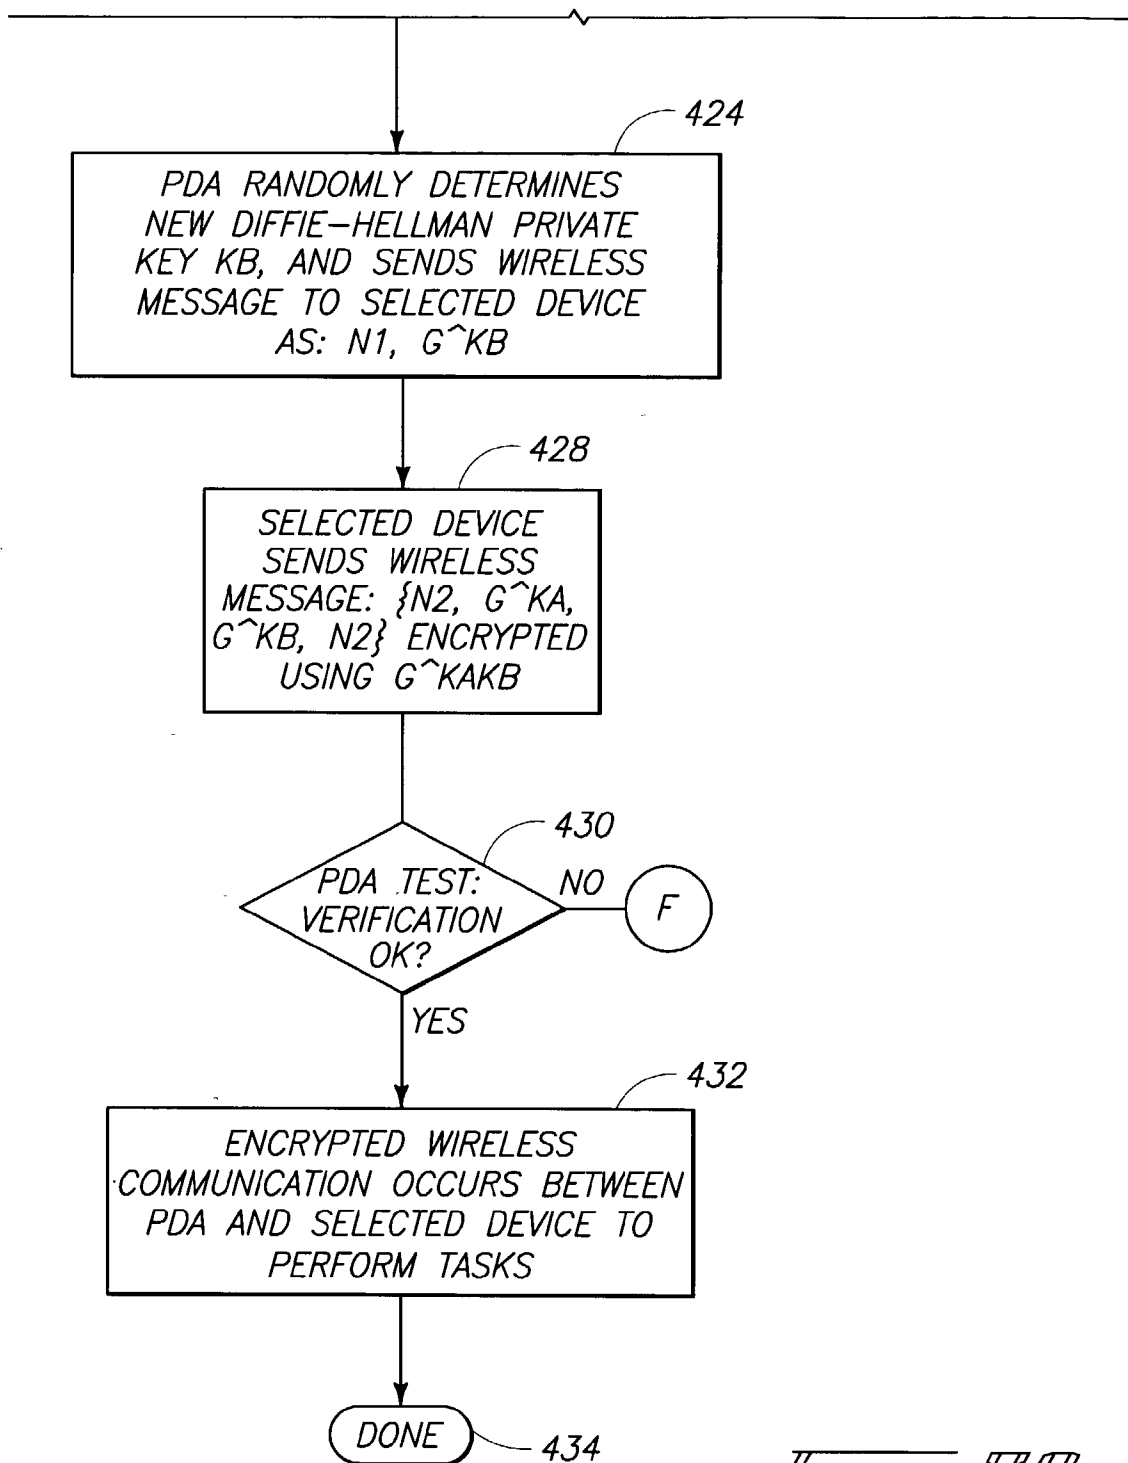 424
PDA RANDOMLY DETERMINES
NEW DIFFIE-HELLMAN PRIVATE
KEY KB, AND SENDS WIRELESS
MESSAGE TO SELECTED DEVICE
AS: N1, G^KB
428
SELECTED DEVICE
SENDS WIRELESS
MESSAGE: {N2, G^KA,
G^KB, N2} ENCRYPTED
USING G^KAKB
430
PDA TEST:
VERIFICATION
OK?
NO
F
YES
432
ENCRYPTED WIRELESS
COMMUNICATION OCCURS BETWEEN
PDA AND SELECTED DEVICE TO
PERFORM TASKS
DONE
434